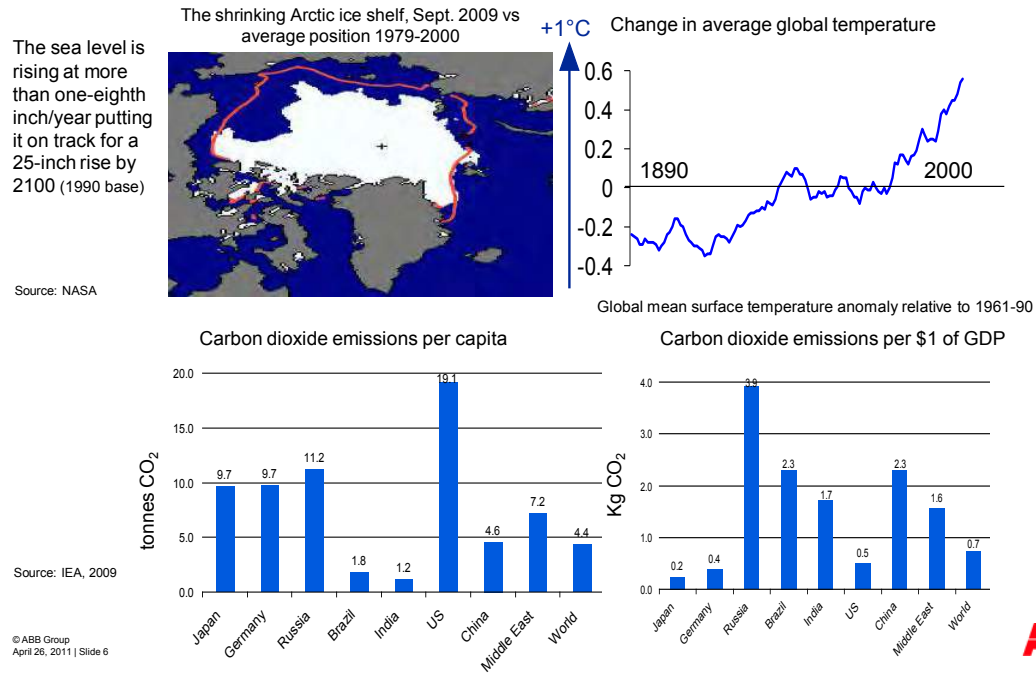 The shrinking Arctic ice shelf, Sept. 2009 vs
average position 1979-2000
The sea level is
rising at more
than one-eighth
inch/year putting
it on track for a
25-inch rise by
2100 (1990 base)
Source: NASA
+1°C
Change in average global temperature
0.6
0.4
0.2
0
-0.2
-0.4
1890
2000
Global mean surface temperature anomaly relative to 1961-90
Carbon dioxide emissions per capita
tonnes CO₂
20.0
15.0
10.0
5.0
0.0
9.7
9.7
11.2
1.8
1.2
19.1
4.6
7.2
4.4
Japan
Germany
Russia
Brazil
India
US
China
Middle East
World
Carbon dioxide emissions per $1 of GDP
Kg CO₂
4.0
3.0
2.0
1.0
0.0
0.2
0.4
3.9
2.3
1.7
0.5
2.3
1.6
0.7
Japan
Germany
Russia
Brazil
India
US
China
Middle East
World
Source: IEA, 2009
© ABB Group
April 26, 2011 | Slide 6